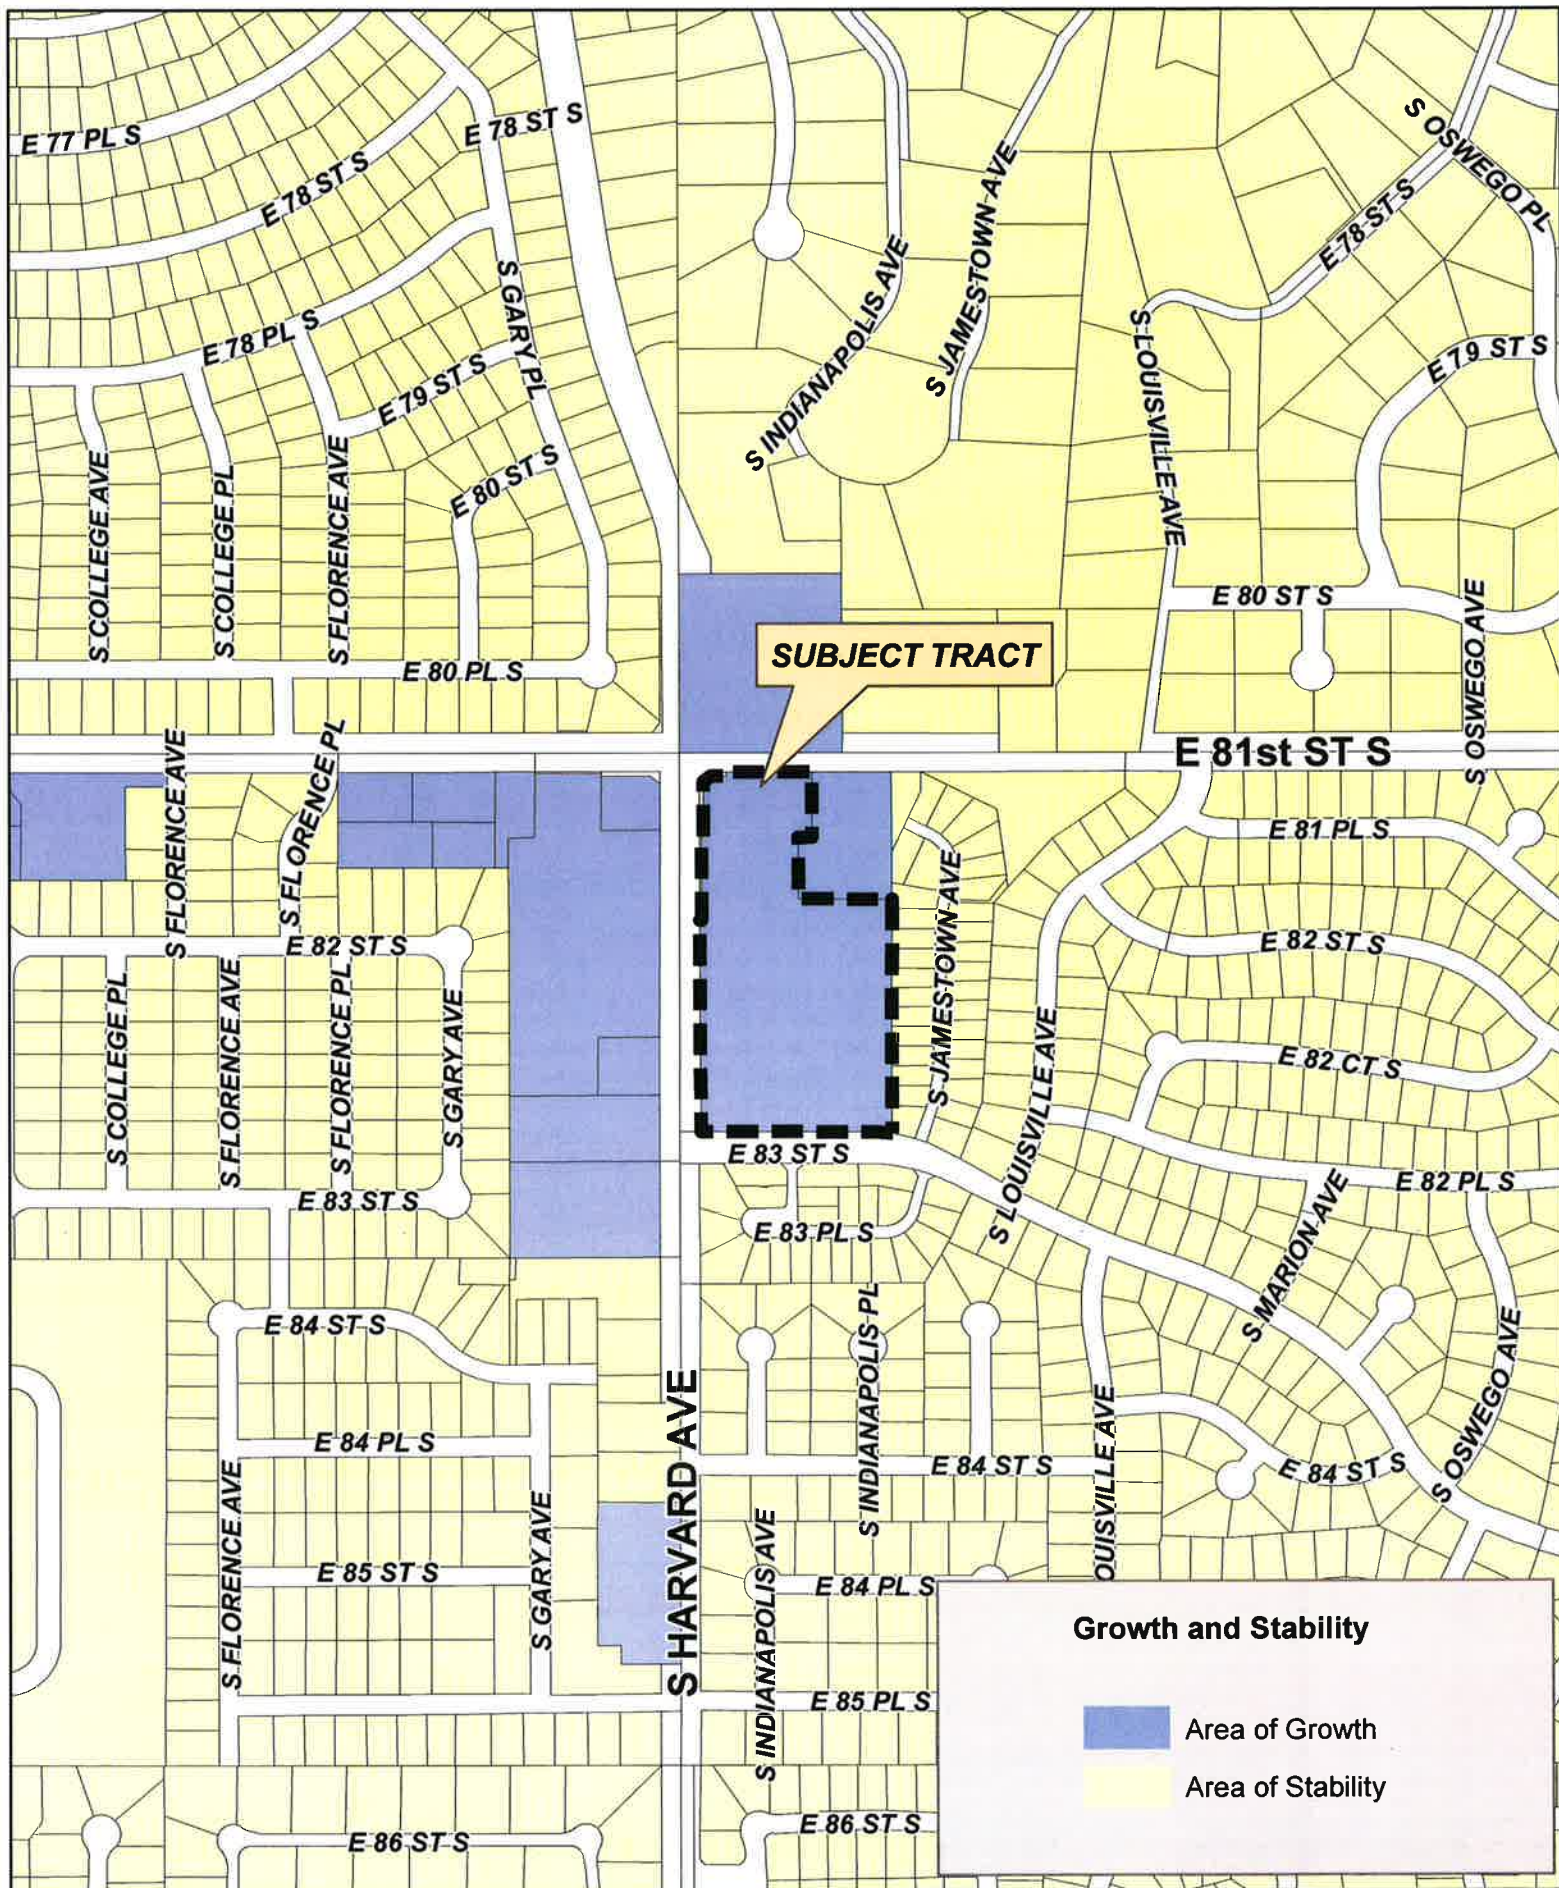 E 77 PL S
E 78 ST S
E 78 ST S
S OSWEGO PL
E 78 ST S
S GARY PL
S INDIANAPOLIS AVE
S JAMESTOWN AVE
E 78 PL S
E 79 ST S
S LOUISVILLE AVE
E 79 ST S
E 80 ST S
S COLLEGE AVE
S COLLEGE PL
S FLORENCE AVE
E 80 ST S
S OSWEGO AVE
SUBJECT TRACT
E 80 PL S
E 81st ST S
S FLORENCE AVE
S FLORENCE PL
E 81 PL S
E 82 ST S
E 82 ST S
S JAMESTOWN AVE
S COLLEGE PL
S FLORENCE AVE
S FLORENCE PL
S GARY AVE
S LOUISVILLE AVE
E 82 CT S
E 83 ST S
E 82 PL S
E 83 ST S
E 83 PL S
S MARION AVE
E 84 ST S
S INDIANAPOLIS PL
S OSWEGO AVE
S HARVARD AVE
E 84 PL S
E 84 ST S
OUISVILLE AVE
E 84 ST S
S FLORENCE AVE
S GARY AVE
E 85 ST S
S INDIANAPOLIS AVE
E 84 PL S
E 85 PL S
E 86 ST S
E 86 ST S
Growth and Stability
Area of Growth
Area of Stability